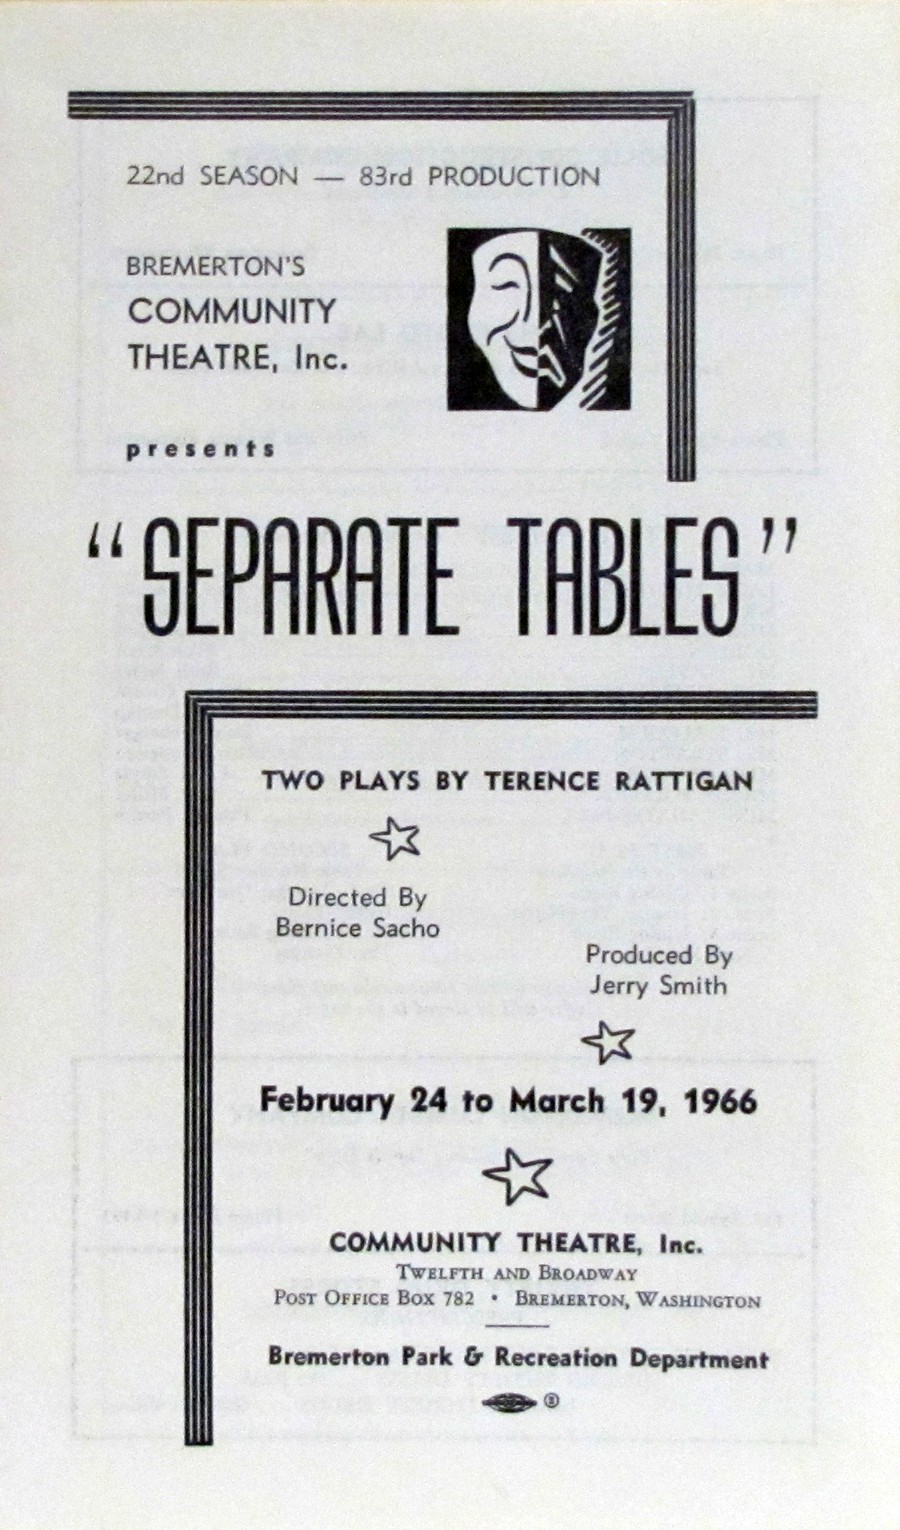 22nd SEASON — 83rd PRODUCTION
BREMERTON'S
COMMUNITY
THEATRE, Inc.
presents
“SEPARATE TABLES”
TWO PLAYS BY TERENCE RATTIGAN
Directed By
Bernice Sacho
Produced By
Jerry Smith
February 24 to March 19, 1966
COMMUNITY THEATRE, Inc.
TWELFTH AND BROADWAY
POST OFFICE BOX 782 • BREMERTON, WASHINGTON
Bremerton Park & Recreation Department